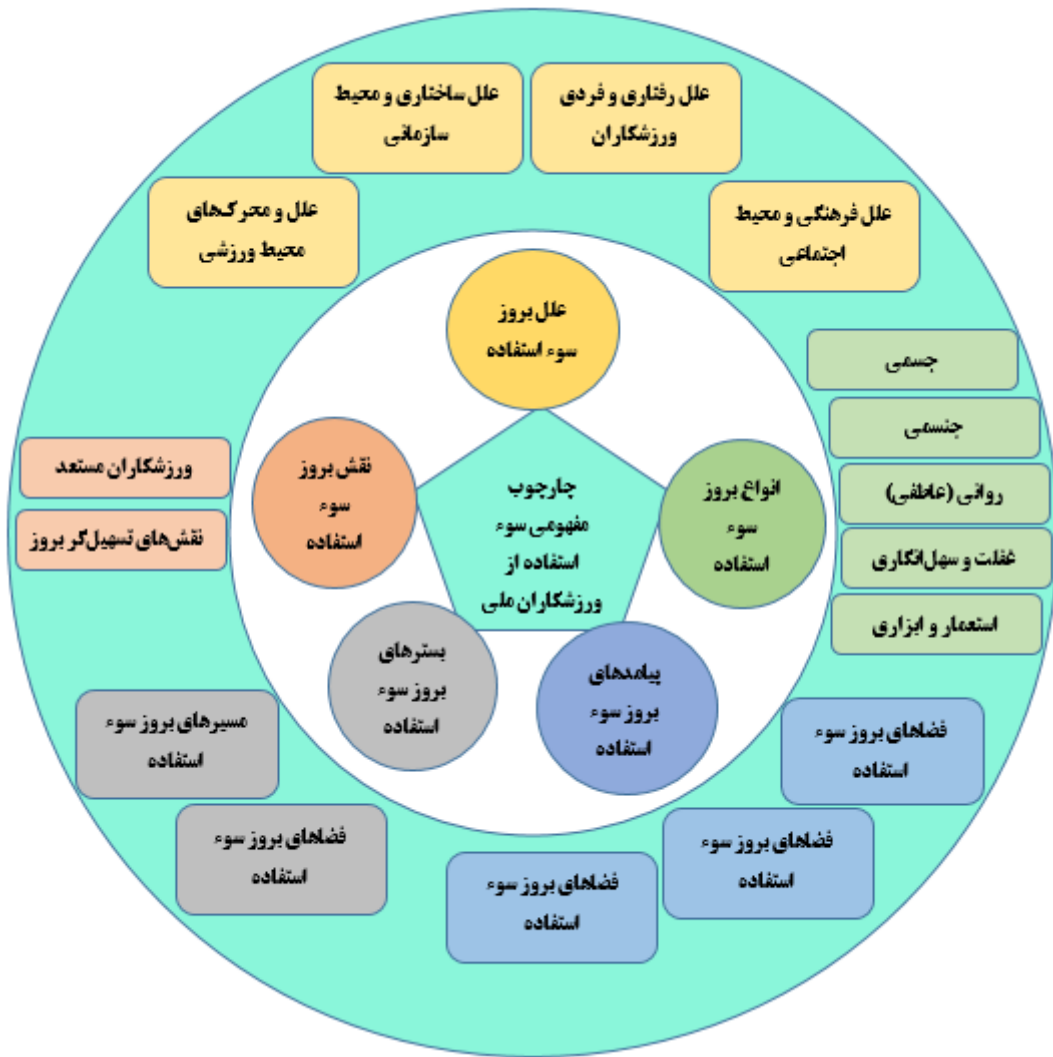 علل رفتاری و فردی
ورزشکاران
علل ساختاری و محیط
سازمانی
علل فرهنگی و محیط
اجتماعی
علل و محرک‌های
محیط ورزشی
علل بروز
سوء استفاده
جسمی
جنسمی
روانی (عاطفی)
غفلت و سهل‌انگاری
استعمار و ابزاری
انواع بروز
سوء
استفاده
چارچوب
مفهومی سوء
استفاده از
ورزشکاران ملی
نقش بروز
سوء
استفاده
ورزشکاران مستعد
نقش‌های تسهیل‌گر بروز
پیامدهای
بروز سوء
استفاده
بسترهای
بروز سوء
استفاده
فضاهای بروز سوء
استفاده
فضاهای بروز سوء
استفاده
فضاهای بروز سوء
استفاده
مسیرهای بروز سوء
استفاده
فضاهای بروز سوء
استفاده